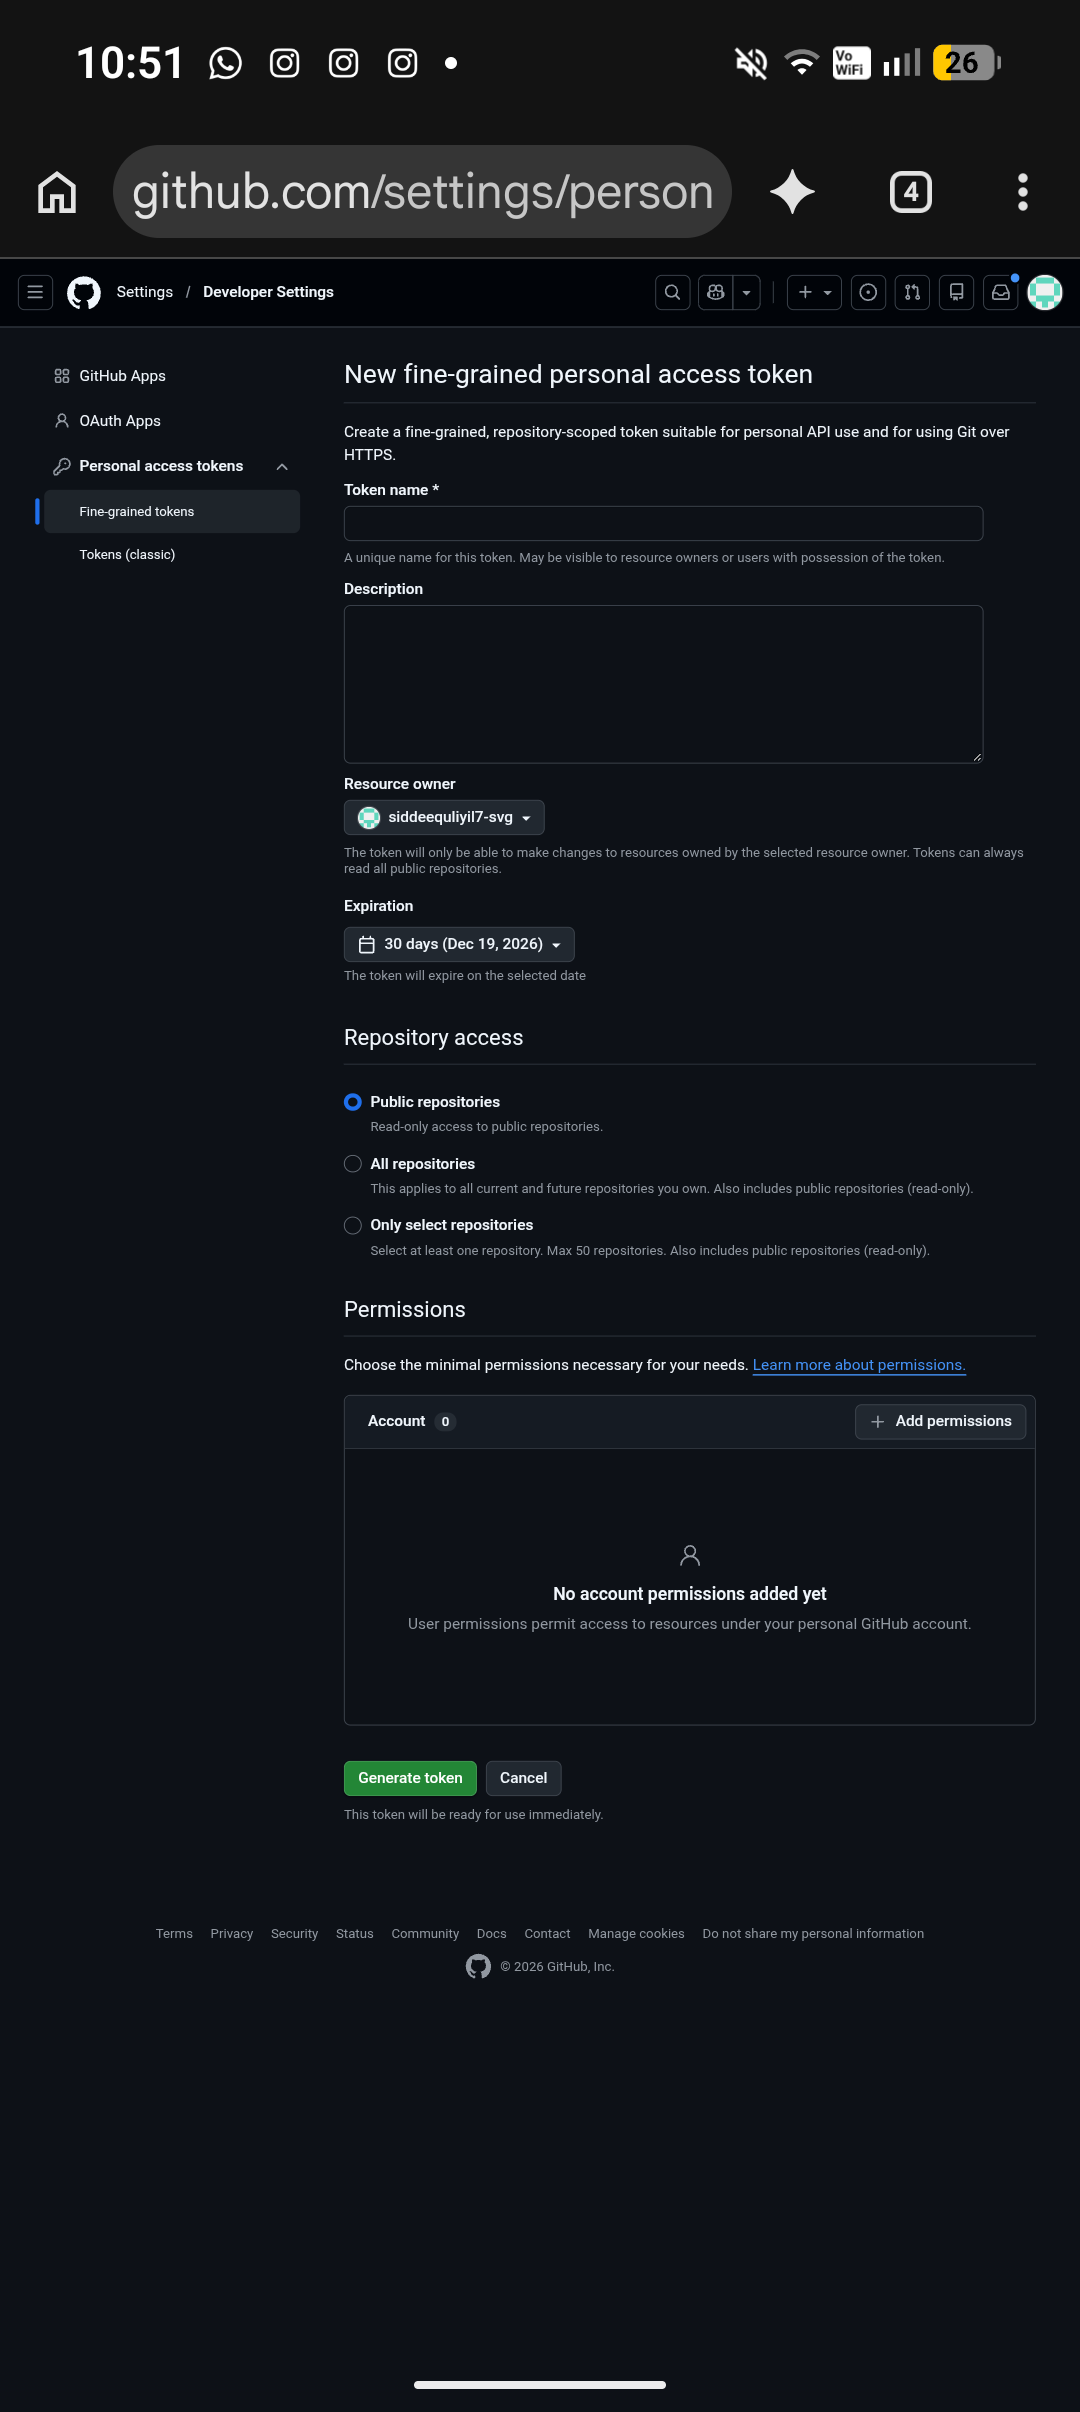 10:51
Vo
WiFi
26
github.com/settings/person
4
Settings / Developer Settings
GitHub Apps
OAuth Apps
Personal access tokens
Fine-grained tokens
Tokens (classic)
New fine-grained personal access token
Create a fine-grained, repository-scoped token suitable for personal API use and for using Git over
HTTPS.
Token name *
A unique name for this token. May be visible to resource owners or users with possession of the token.
Description
Resource owner
siddeequliyil7-svg
The token will only be able to make changes to resources owned by the selected resource owner. Tokens can always
read all public repositories.
Expiration
30 days (Dec 19, 2026)
The token will expire on the selected date
Repository access
Public repositories
Read-only access to public repositories.
All repositories
This applies to all current and future repositories you own. Also includes public repositories (read-only).
Only select repositories
Select at least one repository. Max 50 repositories. Also includes public repositories (read-only).
Permissions
Choose the minimal permissions necessary for your needs. Learn more about permissions.
Account 0
Add permissions
No account permissions added yet
User permissions permit access to resources under your personal GitHub account.
Generate token Cancel
This token will be ready for use immediately.
Terms Privacy Security Status Community Docs Contact Manage cookies Do not share my personal information
© 2026 GitHub, Inc.